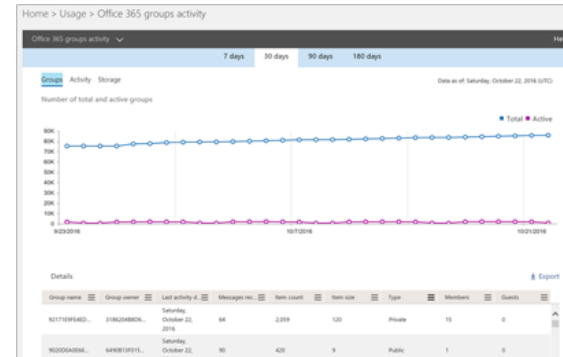 Home > Usage > Office 365 groups activity
Office 365 groups activity
He
7 days 30 days 90 days 180 days
Groups Activity Storage
Data as of: Saturday, October 22, 2016 (UTC)
Number of total and active groups
Total Active
90K
80K
70K
60K
50K
40K
30K
20K
10K
0
9/23/2016 10/7/2016 10/21/2016
Details
Export
Group name Group owner Last activity d... Messages rec... Item count Item size Type Members Guests
Saturday,
October 22,
2016
64 2,059 120 Private 15 0
Saturday,
October 22,
90 420 9 Public 1 0